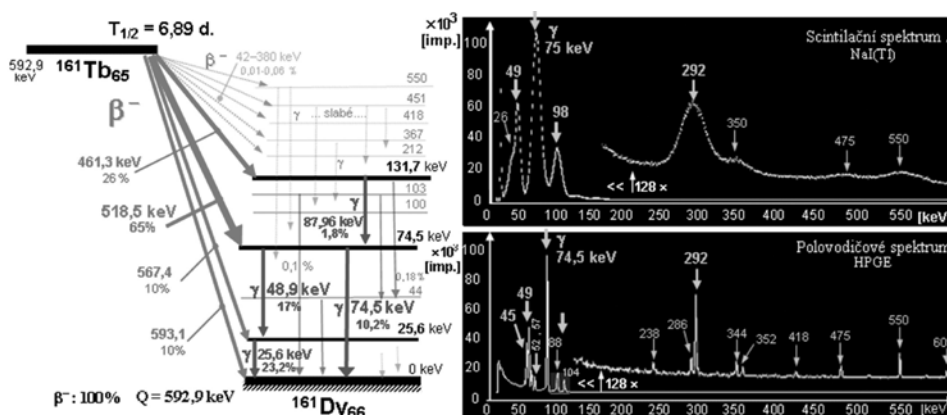 T1/2 = 6,89 d.
592,9 keV
161Tb65
β–
β–
42–380 keV
0,01-0,06 %
γ ... slabé....
550
451
418
367
212
γ
131,7 keV
103
100
461,3 keV
26%
518,5 keV
65%
γ
87,96 keV
1,8%
74,5 keV
567,4
10%
0,1 %
0,18%
44
γ 48,9 keV
17%
γ 74,5 keV
10,2%
593,1
10%
25,6 keV
γ 25,6 keV
23,2%
0 keV
161Dy66
β–: 100% Q = 592,9 keV
×10³
[imp.]
100
80
60
40
20
0
26
49
γ
75 keV
98
292
350
475
550
<< 128 ×
Scintilační spektrum
NaI(Tl)
0 50 100 150 200 250 300 350 400 450 500 550 [keV]
[imp.]
100
80
60
40
20
0
45
49
52, 57
γ
74,5 keV
88
104
<< 128 ×
238
286
292
344
352
418
475
550
Polovodičové spektrum
HPGE
0 50 100 150 200 250 300 350 400 450 500 550 [keV]